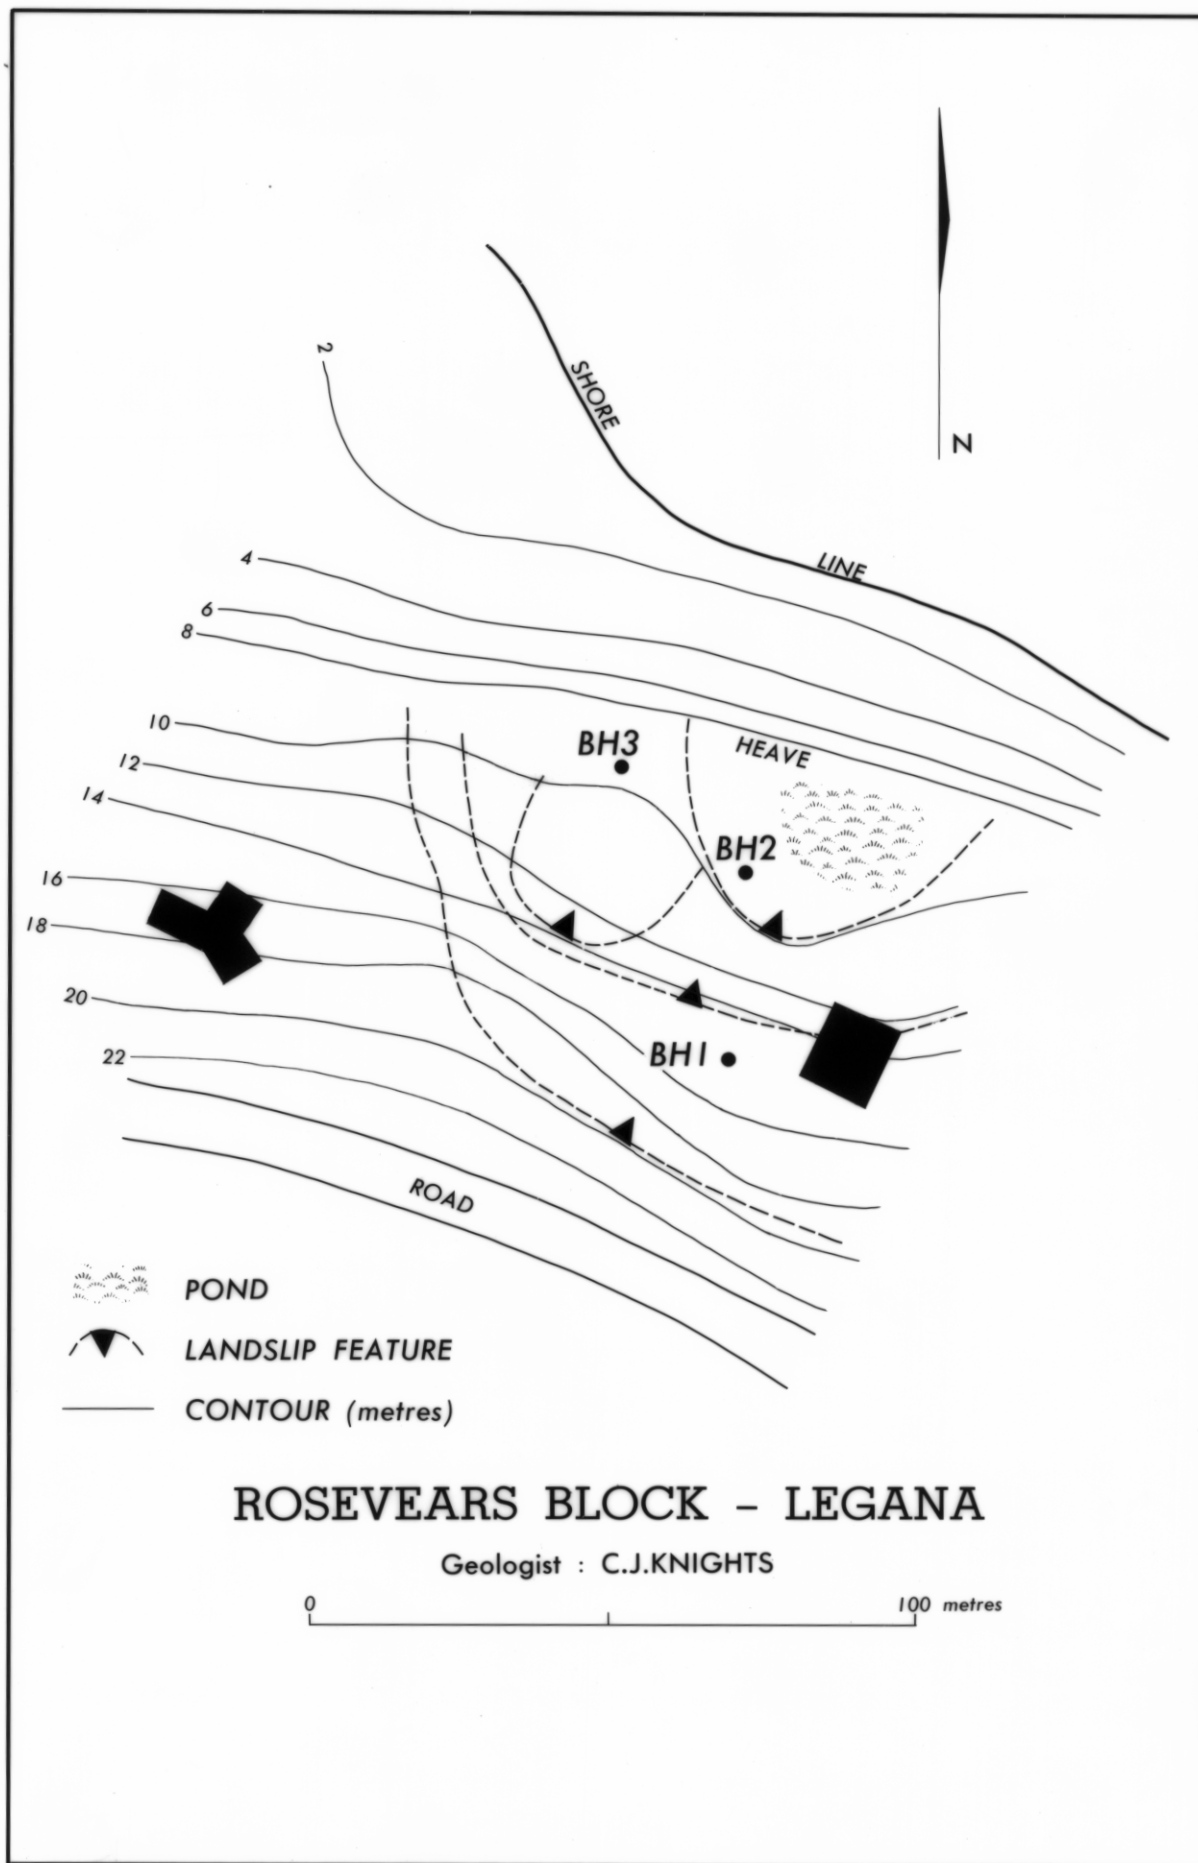 N
2
SHORE
LINE
4
6
8
10
12
14
16
18
20
22
BH3
HEAVE
BH2
BH1
ROAD
POND
LANDSLIP FEATURE
CONTOUR (metres)
ROSEVEARS BLOCK – LEGANA
Geologist : C.J.KNIGHTS
0 100 metres